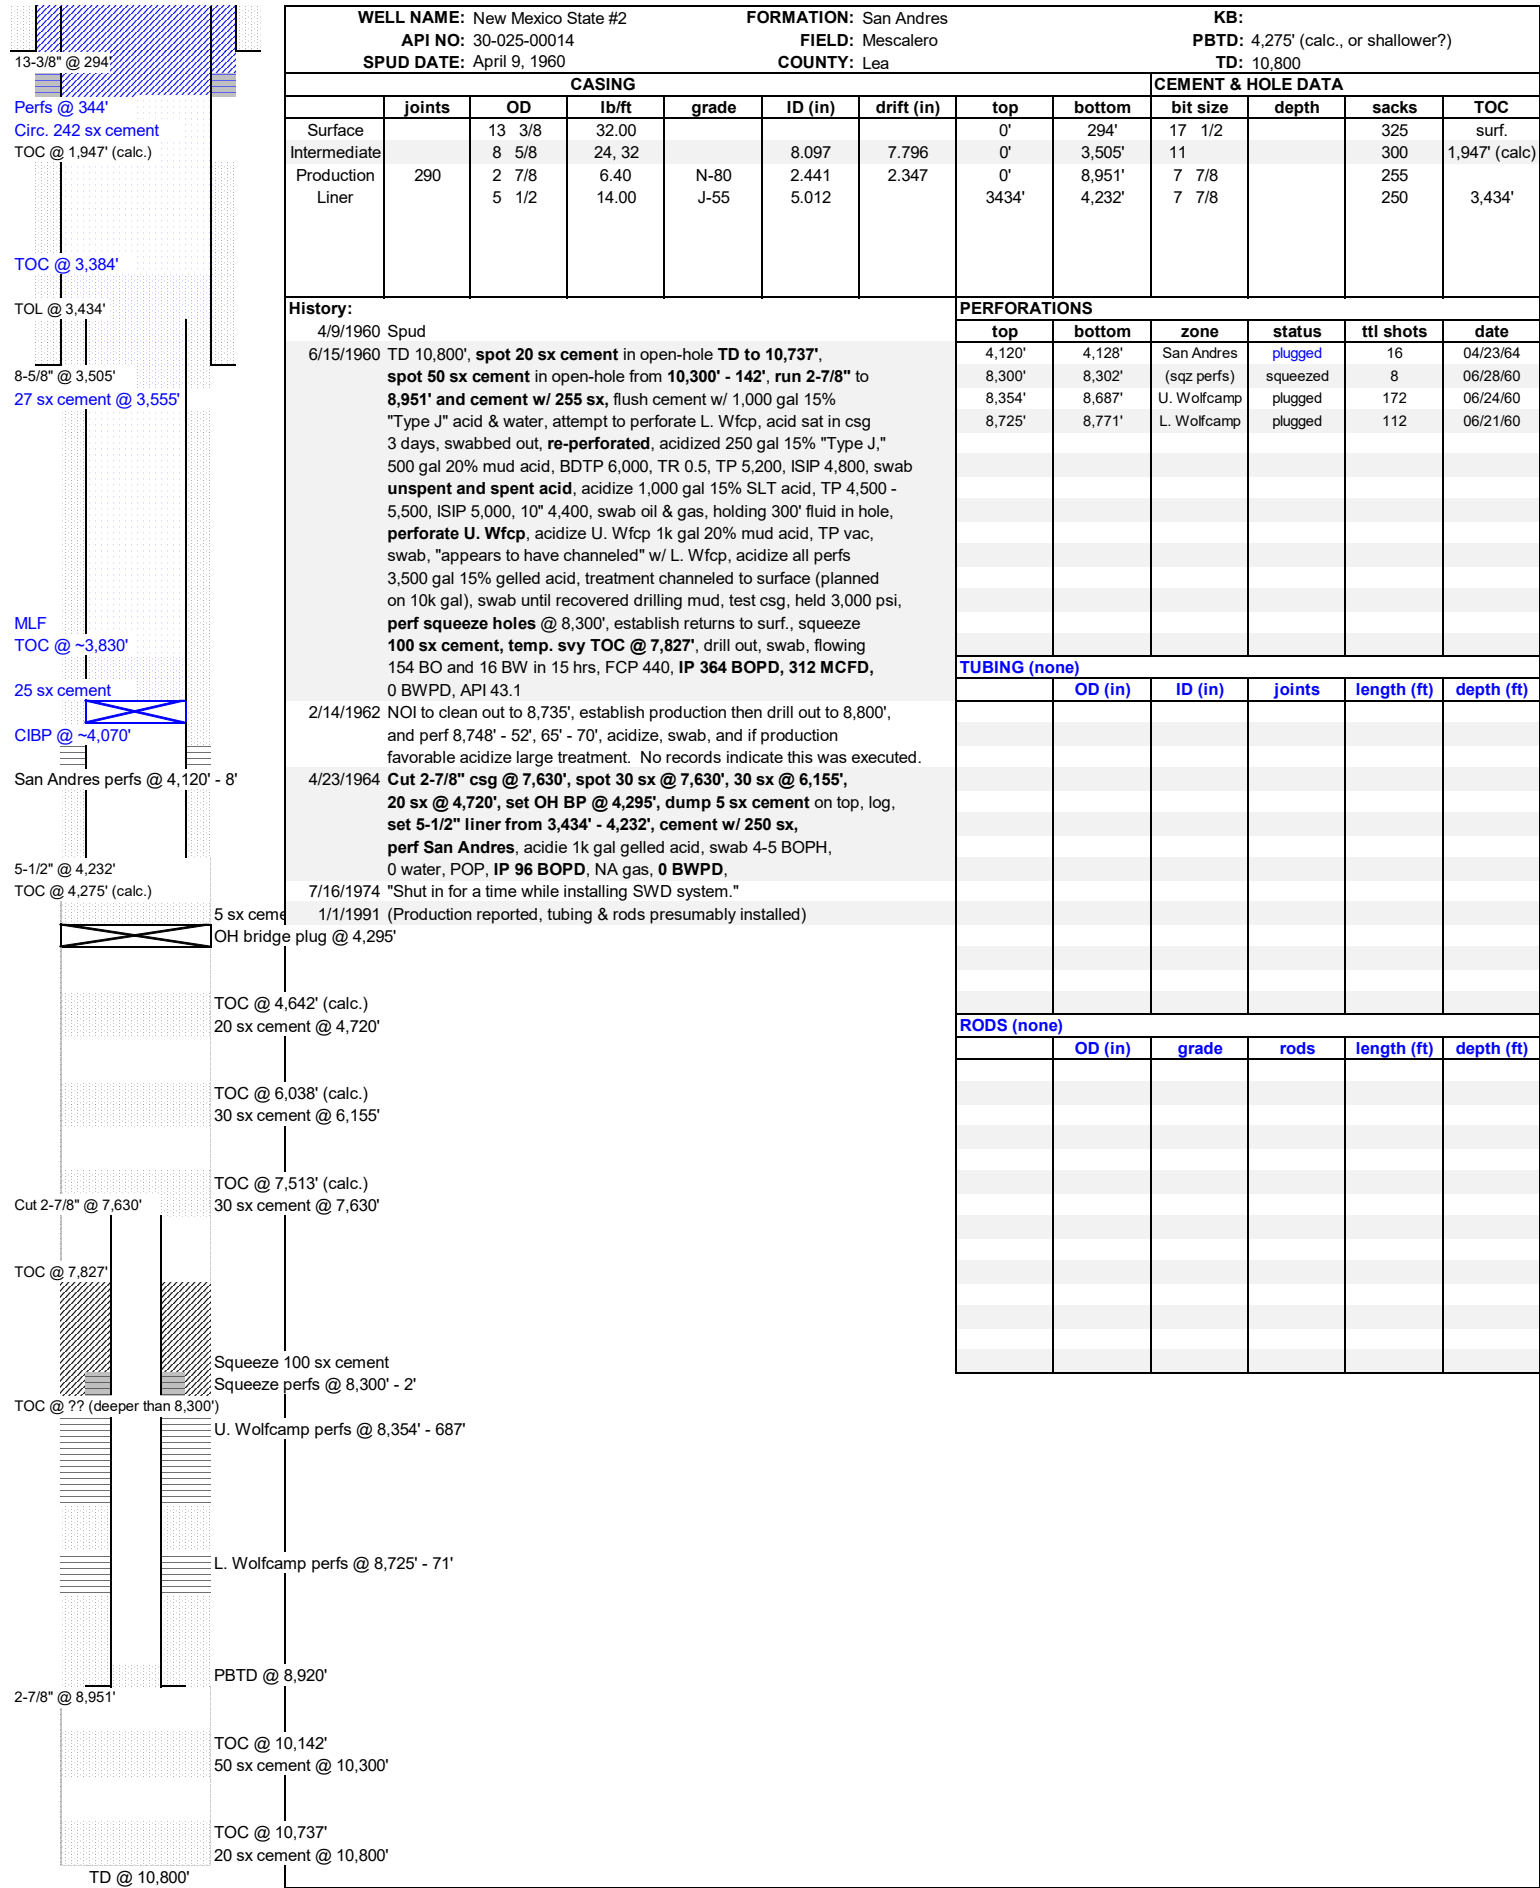 WELL NAME: New Mexico State #2 FORMATION: San Andres KB:
API NO: 30-025-00014 FIELD: Mescalero PBTD: 4,275' (calc., or shallower?)
SPUD DATE: April 9, 1960 COUNTY: Lea TD: 10,800
CASING CEMENT & HOLE DATA
joints OD lb/ft grade ID (in) drift (in) top bottom bit size depth sacks TOC
Surface 13 3/8 32.00 0' 294' 17 1/2 325 surf.
Intermediate 8 5/8 24, 32 8.097 7.796 0' 3,505' 11 300 1,947' (calc)
Production 290 2 7/8 6.40 N-80 2.441 2.347 0' 8,951' 7 7/8 255
Liner 5 1/2 14.00 J-55 5.012 3434' 4,232' 7 7/8 250 3,434'
History:
4/9/1960 Spud
6/15/1960 TD 10,800', spot 20 sx cement in open-hole TD to 10,737',
spot 50 sx cement in open-hole from 10,300' - 142', run 2-7/8" to
8,951' and cement w/ 255 sx, flush cement w/ 1,000 gal 15%
"Type J" acid & water, attempt to perforate L. Wfcp, acid sat in csg
3 days, swabbed out, re-perforated, acidized 250 gal 15% "Type J,"
500 gal 20% mud acid, BDTP 6,000, TR 0.5, TP 5,200, ISIP 4,800, swab
unspent and spent acid, acidize 1,000 gal 15% SLT acid, TP 4,500 -
5,500, ISIP 5,000, 10" 4,400, swab oil & gas, holding 300' fluid in hole,
perforate U. Wfcp, acidize U. Wfcp 1k gal 20% mud acid, TP vac,
swab, "appears to have channeled" w/ L. Wfcp, acidize all perfs
3,500 gal 15% gelled acid, treatment channeled to surface (planned
on 10k gal), swab until recovered drilling mud, test csg, held 3,000 psi,
perf squeeze holes @ 8,300', establish returns to surf., squeeze
100 sx cement, temp. svy TOC @ 7,827', drill out, swab, flowing
154 BO and 16 BW in 15 hrs, FCP 440, IP 364 BOPD, 312 MCFD,
0 BWPD, API 43.1
2/14/1962 NOI to clean out to 8,735', establish production then drill out to 8,800',
and perf 8,748' - 52', 65' - 70', acidize, swab, and if production
favorable acidize large treatment. No records indicate this was executed.
4/23/1964 Cut 2-7/8" csg @ 7,630', spot 30 sx @ 7,630', 30 sx @ 6,155',
20 sx @ 4,720', set OH BP @ 4,295', dump 5 sx cement on top, log,
set 5-1/2" liner from 3,434' - 4,232', cement w/ 250 sx,
perf San Andres, acidie 1k gal gelled acid, swab 4-5 BOPH,
0 water, POP, IP 96 BOPD, NA gas, 0 BWPD,
7/16/1974 "Shut in for a time while installing SWD system."
1/1/1991 (Production reported, tubing & rods presumably installed)
PERFORATIONS
top bottom zone status ttl shots date
4,120' 4,128' San Andres plugged 16 04/23/64
8,300' 8,302' (sqz perfs) squeezed 8 06/28/60
8,354' 8,687' U. Wolfcamp plugged 172 06/24/60
8,725' 8,771' L. Wolfcamp plugged 112 06/21/60
TUBING (none)
OD (in) ID (in) joints length (ft) depth (ft)
RODS (none)
OD (in) grade rods length (ft) depth (ft)
13-3/8" @ 294'
Perfs @ 344'
Circ. 242 sx cement
TOC @ 1,947' (calc.)
TOC @ 3,384'
TOL @ 3,434'
8-5/8" @ 3,505'
27 sx cement @ 3,555'
MLF
TOC @ ~3,830'
25 sx cement
CIBP @ ~4,070'
San Andres perfs @ 4,120' - 8'
5-1/2" @ 4,232'
TOC @ 4,275' (calc.)
5 sx ceme
OH bridge plug @ 4,295'
TOC @ 4,642' (calc.)
20 sx cement @ 4,720'
TOC @ 6,038' (calc.)
30 sx cement @ 6,155'
TOC @ 7,513' (calc.)
Cut 2-7/8" @ 7,630' 30 sx cement @ 7,630'
TOC @ 7,827'
Squeeze 100 sx cement
Squeeze perfs @ 8,300' - 2'
TOC @ ?? (deeper than 8,300')
U. Wolfcamp perfs @ 8,354' - 687'
L. Wolfcamp perfs @ 8,725' - 71'
PBTD @ 8,920'
2-7/8" @ 8,951'
TOC @ 10,142'
50 sx cement @ 10,300'
TOC @ 10,737'
20 sx cement @ 10,800'
TD @ 10,800'